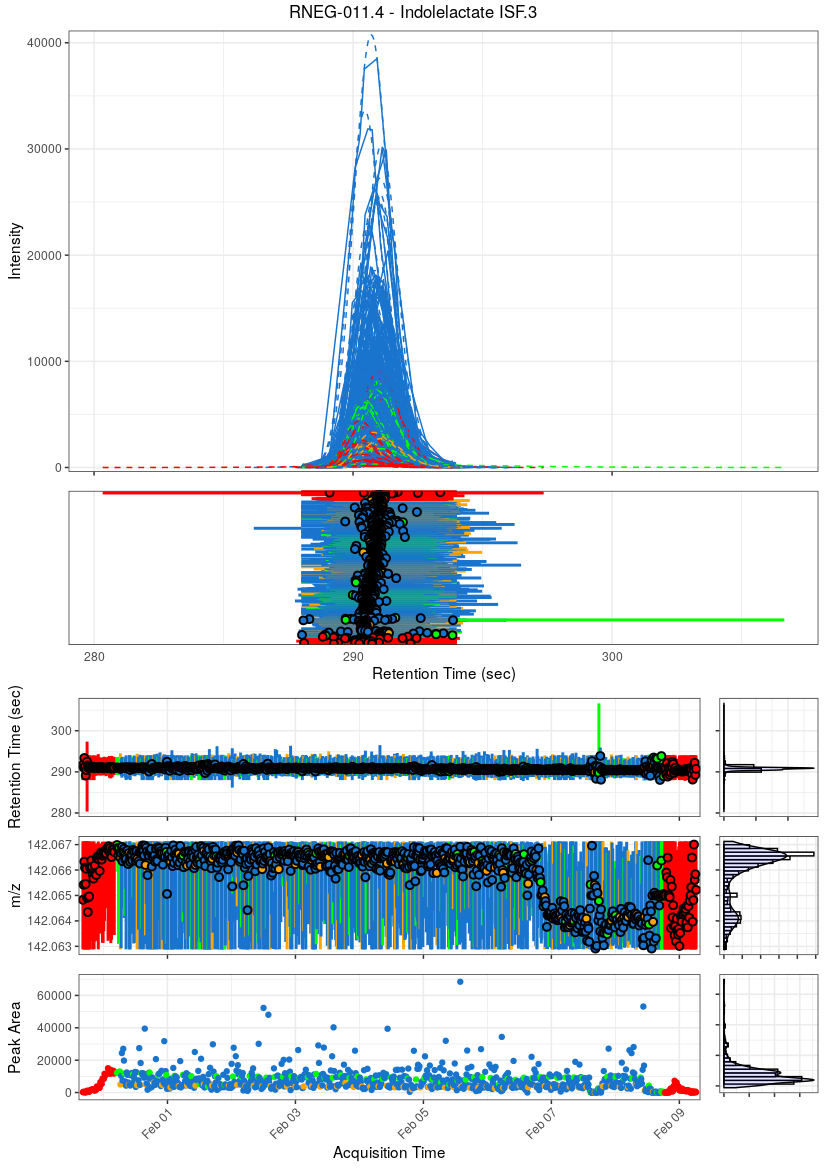 RNEG-011.4 - Indolelactate ISF.3
40000
30000
20000
10000
0
Intensity
280
290
300
Retention Time (sec)
300
290
280
Retention Time (sec)
142.067
142.066
142.065
142.064
142.063
m/z
60000
40000
20000
0
Peak Area
Feb 01
Feb 03
Feb 05
Feb 07
Feb 09
Acquisition Time